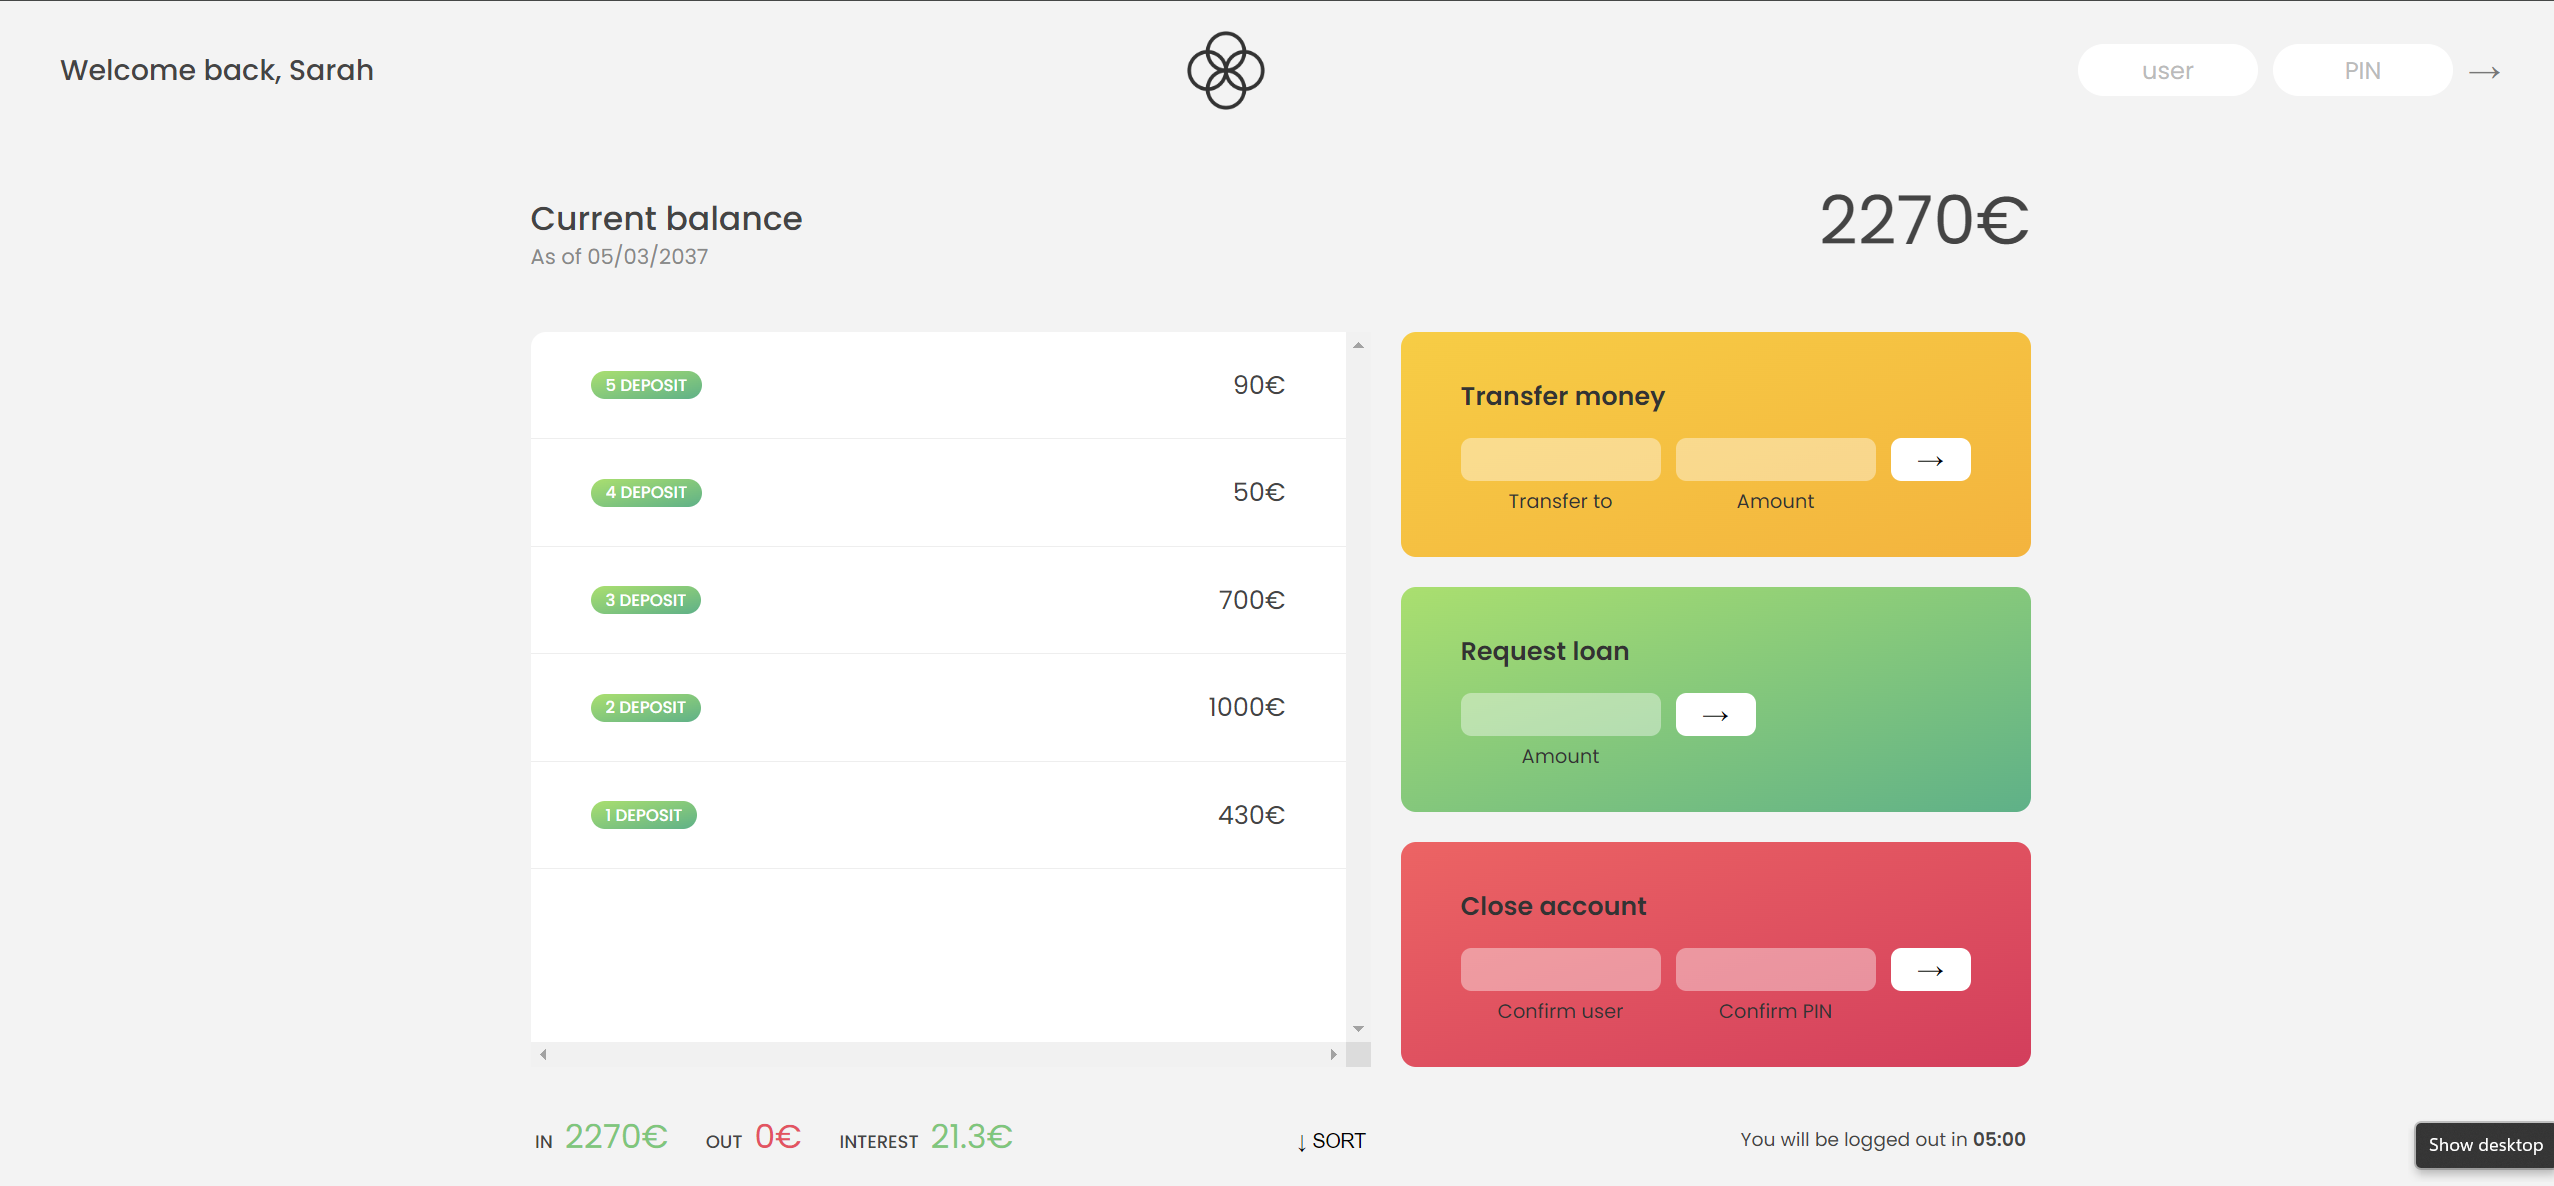 Welcome back, Sarah
user PIN →
Current balance
As of 05/03/2037
2270€
5 DEPOSIT 90€
4 DEPOSIT 50€
3 DEPOSIT 700€
2 DEPOSIT 1000€
1 DEPOSIT 430€
Transfer money
→
Transfer to Amount
Request loan
→
Amount
Close account
→
Confirm user Confirm PIN
IN 2270€ OUT 0€ INTEREST 21.3€ ↓ SORT
You will be logged out in 05:00
Show desktop